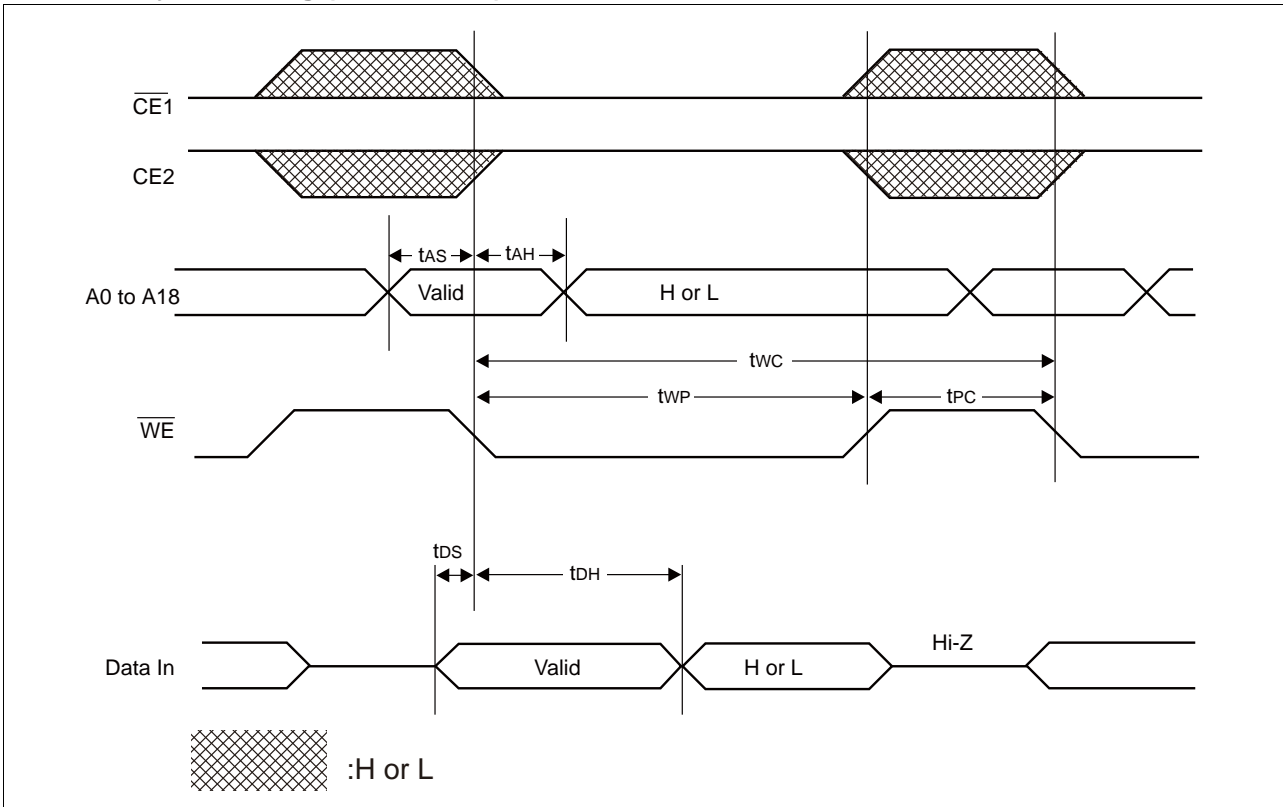 CE1
CE2
tAS
tAH
A0 to A18
Valid
H or L
tWC
tWP
tPC
WE
tDS
tDH
Hi-Z
Data In
Valid
H or L
:H or L